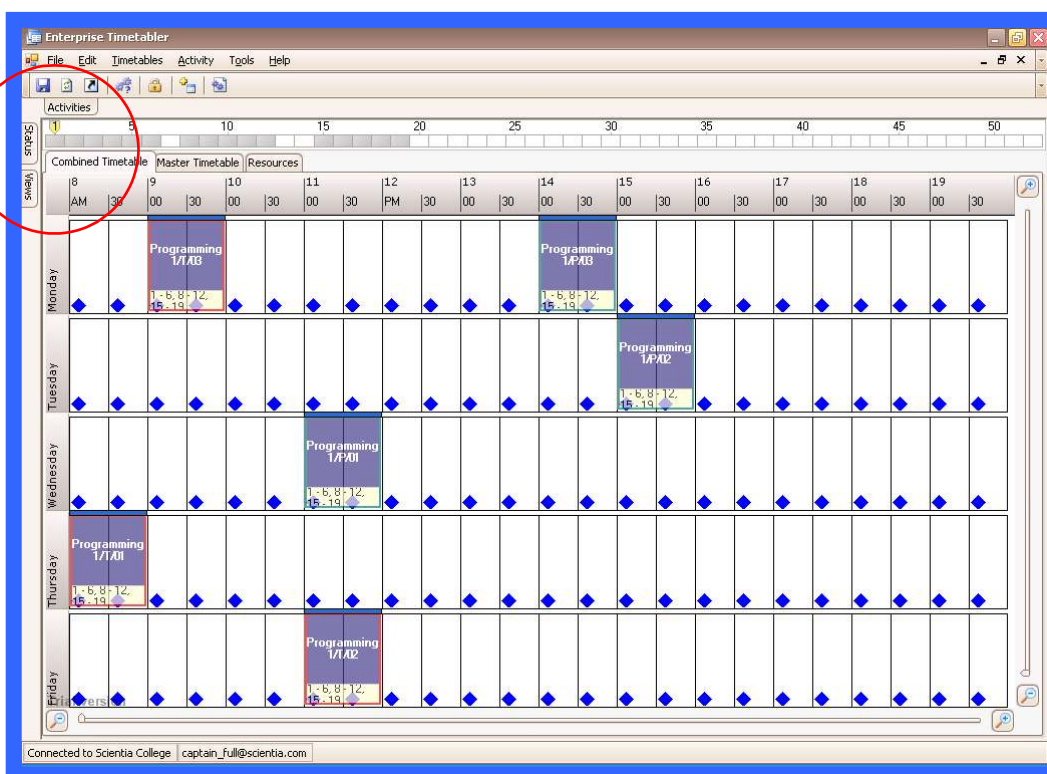 Enterprise Timetabler
File Edit Timetables Activity Tools Help
Activities
Status
Views
1 5 10 15 20 25 30 35 40 45 50
Combined Timetable Master Timetable Resources
8 9 10 11 12 13 14 15 16 17 18 19
AM 30 00 30 00 30 00 30 PM 30 00 30 00 30 00 30 00 30 00 30 00 30 00 30
Monday
Programming
1/T/03
1 - 6, 8 - 12,
15 - 19
Programming
1/P/03
1 - 6, 8 - 12,
15 - 19
Tuesday
Programming
1/P/02
1 - 6, 8 - 12,
15 - 19
Wednesday
Programming
1/P/01
1 - 6, 8 - 12,
15 - 19
Thursday
Programming
1/T/01
1 - 6, 8 - 12,
15 - 19
Friday
Programming
1/T/02
1 - 6, 8 - 12,
15 - 19
Trial version
Connected to Scientia College captain_full@scientia.com